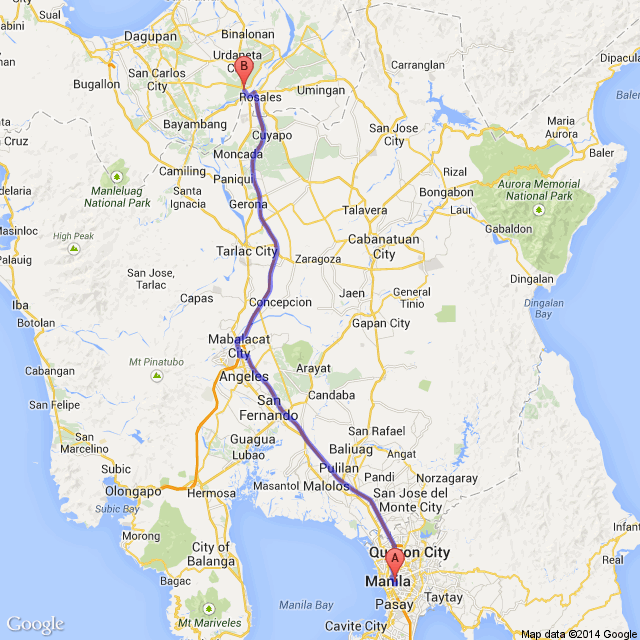 Sual
Dagupan
Binalonan
Urdaneta
City
Carranglan
Dipaculao
Bugallon
San Carlos
City
B
Rosales
Umingan
Bayambang
Cuyapo
San Jose
City
Maria
Aurora
Baler
Moncada
Camiling
Paniqui
Rizal
Manleluag
National Park
Santa
Ignacia
Bongabon
Aurora Memorial
National Park
Gerona
Talavera
Laur
Masinloc
High Peak
Gabaldon
Palauig
Tarlac City
Cabanatuan
City
Zaragoza
San Jose,
Tarlac
Dingalan
Iba
Capas
Concepcion
Jaen
General
Tinio
Dingalan
Bay
Botolan
Gapan City
Mabalacat
City
Mt Pinatubo
Cabangan
Angeles
Arayat
San Felipe
San
Fernando
Candaba
San
Marcelino
Guagua
San Rafael
Baliuag
Angat
Subic
Lubao
Pulilan
Pandi
Norzagaray
Olongapo
Hermosa
Masantol
Malolos
San Jose del
Monte City
Subic Bay
Morong
City of
Balanga
Quezon City
A
Manila
Real
Bagac
Taytay
Pasay
Mt Mariveles
Manila Bay
Cavite City
Google
Map data ©2014 Google